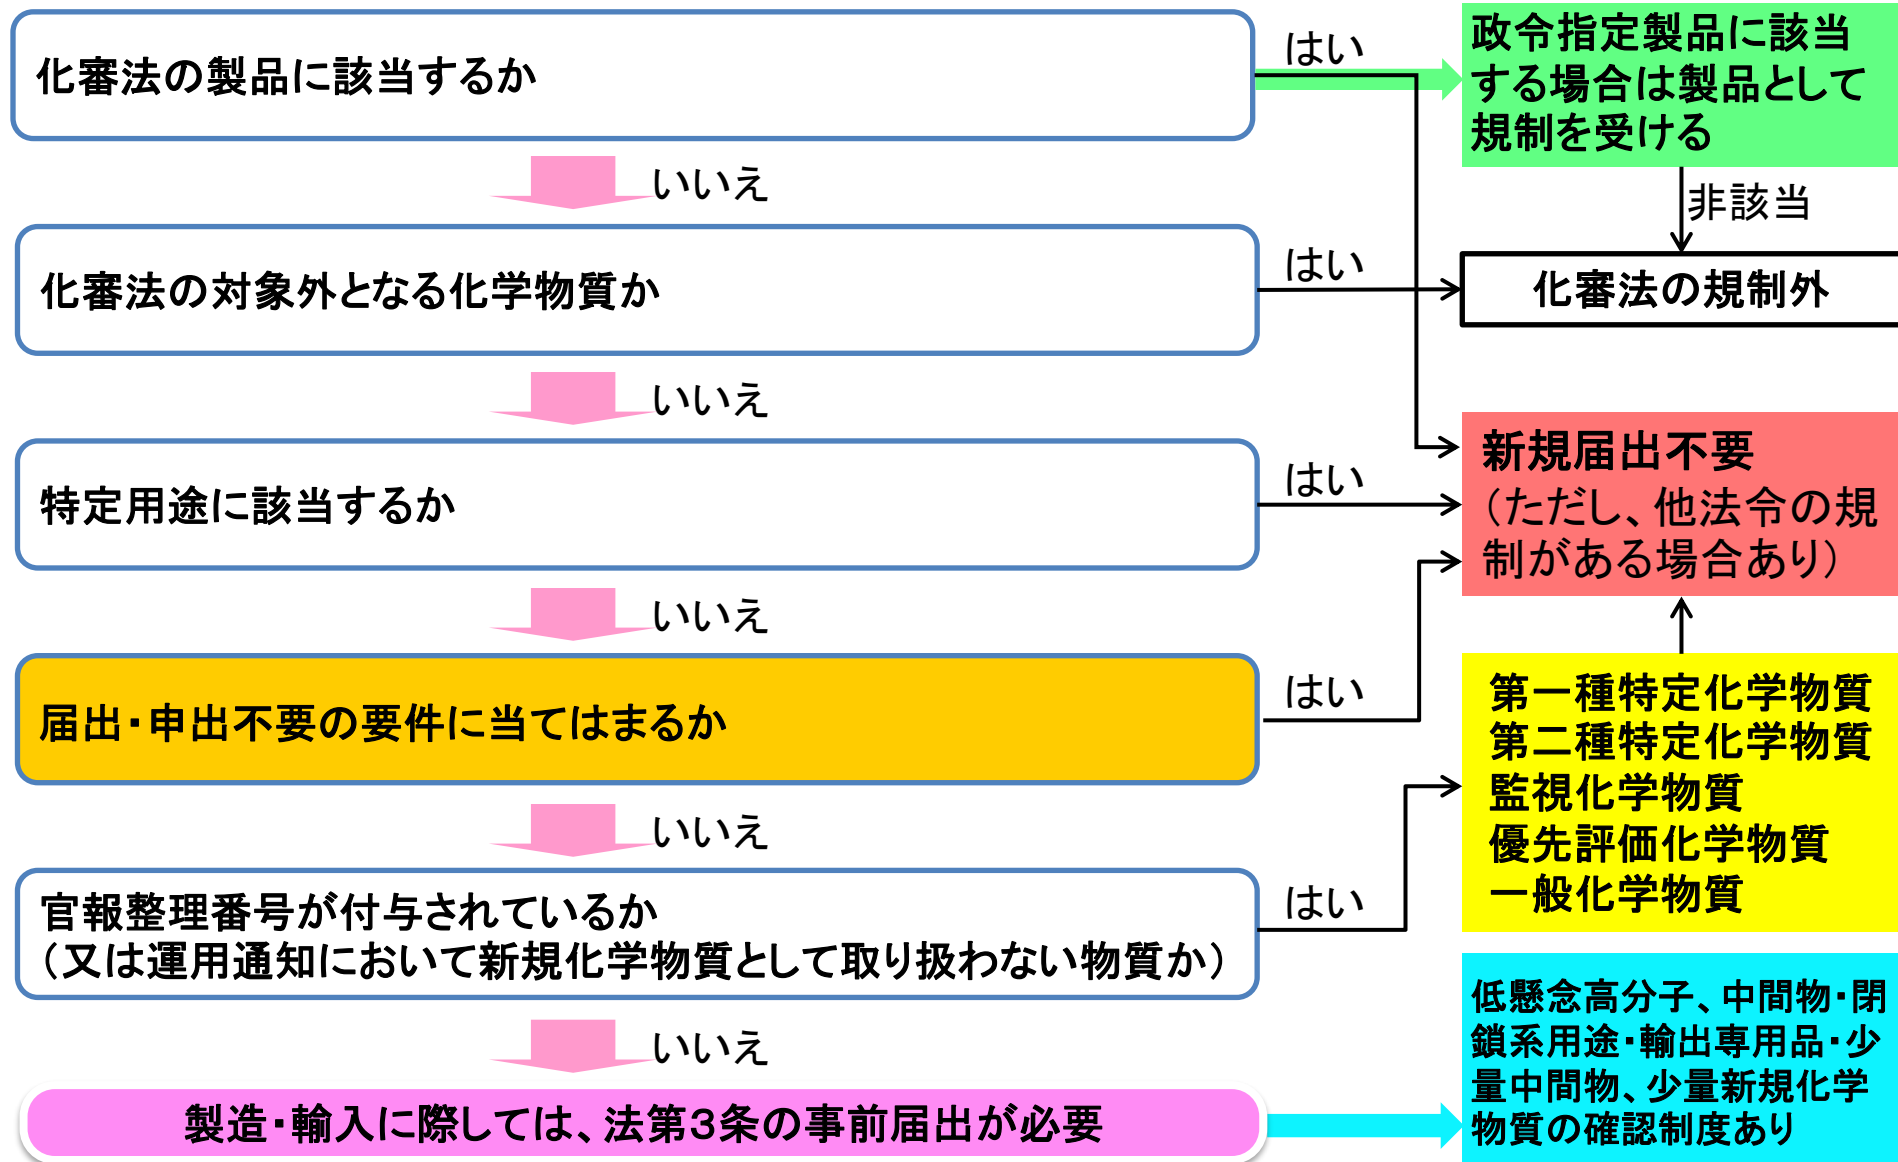 化審法の製品に該当するか
はい
政令指定製品に該当
する場合は製品として
規制を受ける
いいえ
非該当
化審法の対象外となる化学物質か
はい
化審法の規制外
いいえ
特定用途に該当するか
はい
新規届出不要
（ただし、他法令の規
制がある場合あり）
いいえ
届出・申出不要の要件に当てはまるか
はい
第一種特定化学物質
第二種特定化学物質
監視化学物質
優先評価化学物質
一般化学物質
いいえ
官報整理番号が付与されているか
（又は運用通知において新規化学物質として取り扱わない物質か）
はい
いいえ
製造・輸入に際しては、法第３条の事前届出が必要
低懸念高分子、中間物・閉
鎖系用途・輸出専用品・少
量中間物、少量新規化学
物質の確認制度あり